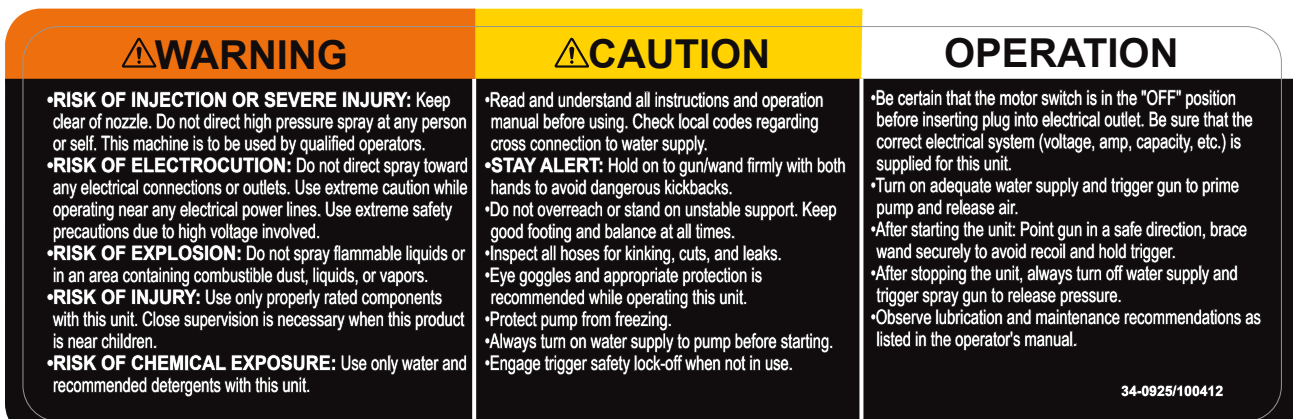 ⚠WARNING
•RISK OF INJECTION OR SEVERE INJURY: Keep
clear of nozzle. Do not direct high pressure spray at any person
or self. This machine is to be used by qualified operators.
•RISK OF ELECTROCUTION: Do not direct spray toward
any electrical connections or outlets. Use extreme caution while
operating near any electrical power lines. Use extreme safety
precautions due to high voltage involved.
•RISK OF EXPLOSION: Do not spray flammable liquids or
in an area containing combustible dust, liquids, or vapors.
•RISK OF INJURY: Use only properly rated components
with this unit. Close supervision is necessary when this product
is near children.
•RISK OF CHEMICAL EXPOSURE: Use only water and
recommended detergents with this unit.
⚠CAUTION
•Read and understand all instructions and operation
manual before using. Check local codes regarding
cross connection to water supply.
•STAY ALERT: Hold on to gun/wand firmly with both
hands to avoid dangerous kickbacks.
•Do not overreach or stand on unstable support. Keep
good footing and balance at all times.
•Inspect all hoses for kinking, cuts, and leaks.
•Eye goggles and appropriate protection is
recommended while operating this unit.
•Protect pump from freezing.
•Always turn on water supply to pump before starting.
•Engage trigger safety lock-off when not in use.
OPERATION
•Be certain that the motor switch is in the "OFF" position
before inserting plug into electrical outlet. Be sure that the
correct electrical system (voltage, amp, capacity, etc.) is
supplied for this unit.
•Turn on adequate water supply and trigger gun to prime
pump and release air.
•After starting the unit: Point gun in a safe direction, brace
wand securely to avoid recoil and hold trigger.
•After stopping the unit, always turn off water supply and
trigger spray gun to release pressure.
•Observe lubrication and maintenance recommendations as
listed in the operator's manual.
34-0925/100412